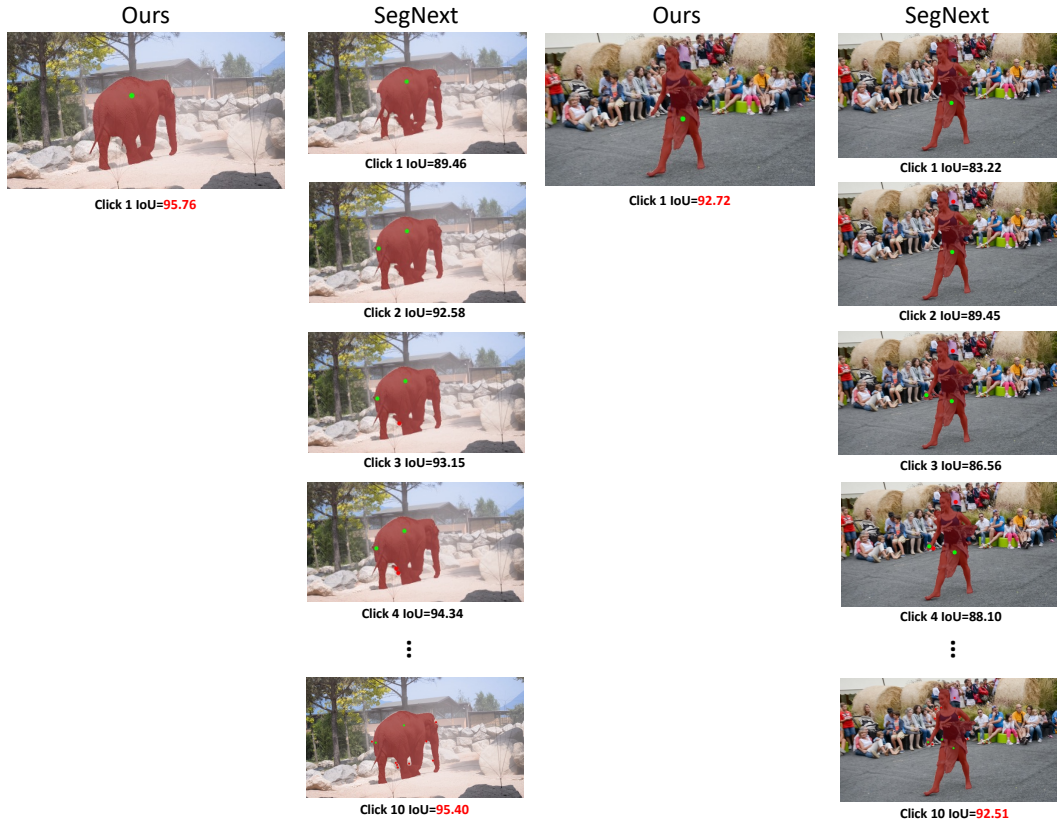 Ours
SegNext
Ours
SegNext
Click 1 IoU=95.76
Click 1 IoU=89.46
Click 1 IoU=92.72
Click 1 IoU=83.22
Click 2 IoU=92.58
Click 2 IoU=89.45
Click 3 IoU=93.15
Click 3 IoU=86.56
Click 4 IoU=94.34
Click 4 IoU=88.10
Click 10 IoU=95.40
Click 10 IoU=92.51